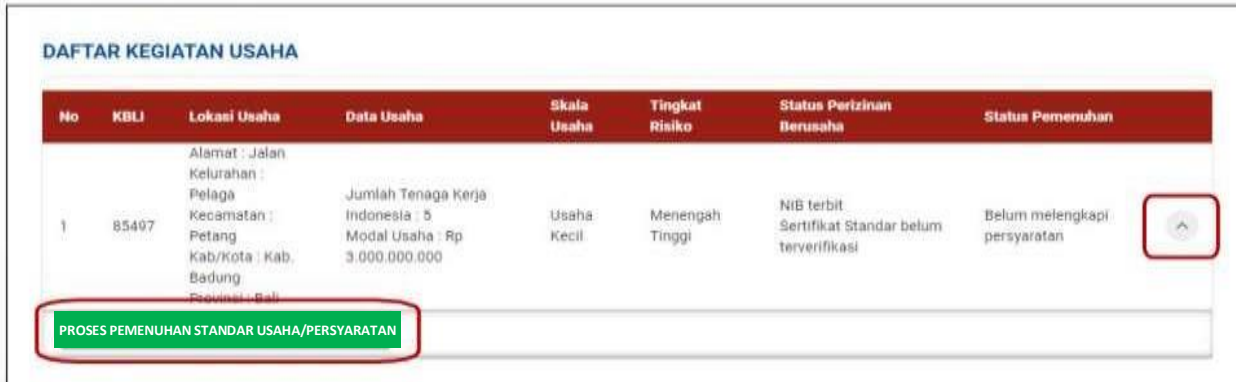 DAFTAR KEGIATAN USAHA
No
KBLI
Lokasi Usaha
Data Usaha
Skala
Usaha
Tingkat
Risiko
Status Perizinan
Berusaha
Status Pemenuhan
1
85497
Alamat : Jalan
Kelurahan :
Pelaga
Kecamatan :
Petang
Kab/Kota : Kab.
Badung
Provinsi : Bali
Jumlah Tenaga Kerja
Indonesia : 5
Modal Usaha : Rp
3.000.000.000
Usaha
Kecil
Menengah
Tinggi
NIB terbit
Sertifikat Standar belum
terverifikasi
Belum melengkapi
persyaratan
PROSES PEMENUHAN STANDAR USAHA/PERSYARATAN